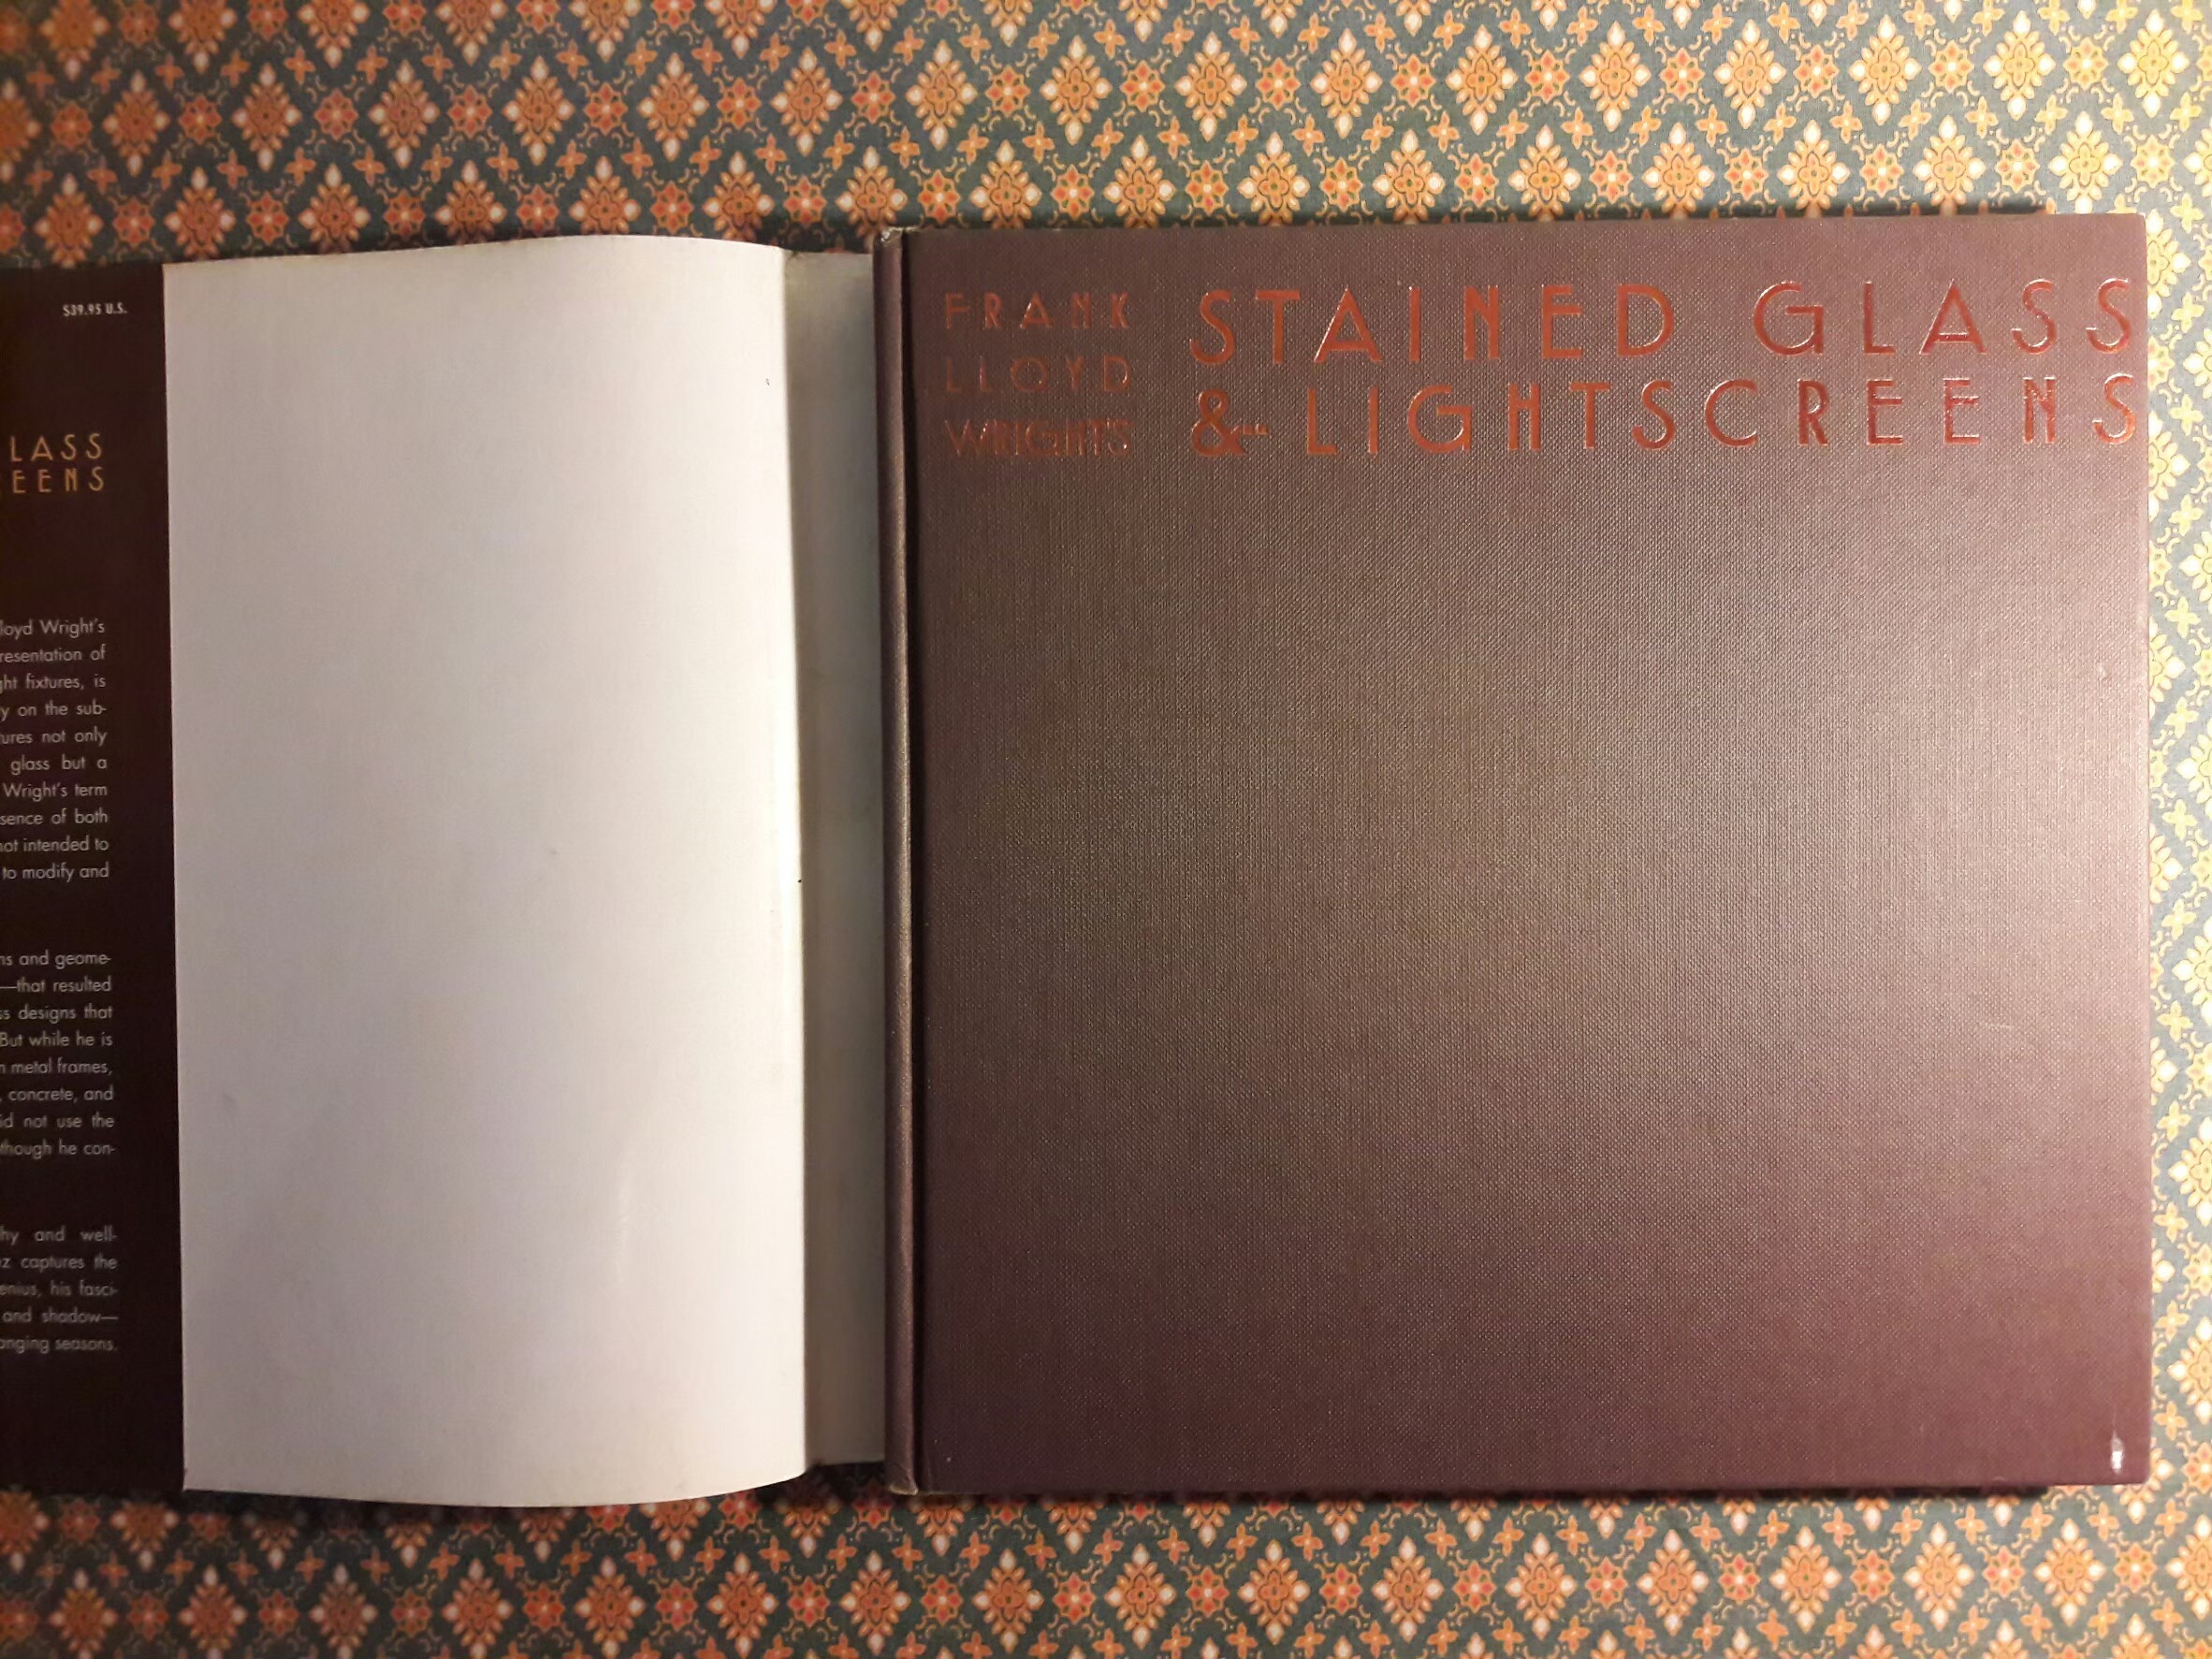 $39.95 U.S.
LASS
EENS
loyd Wright's
resentation of
ght fixtures, is
y on the sub-
ures not only
glass but a
Wright's term
sence of both
not intended to
to modify and
ns and geome-
—that resulted
ss designs that
But while he is
n metal frames,
, concrete, and
id not use the
though he con-
hy and well-
z captures the
enius, his fasci-
and shadow—
anging seasons.
FRANK
LLOYD
WRIGHT'S
STAINED GLASS
& LIGHTSCREENS